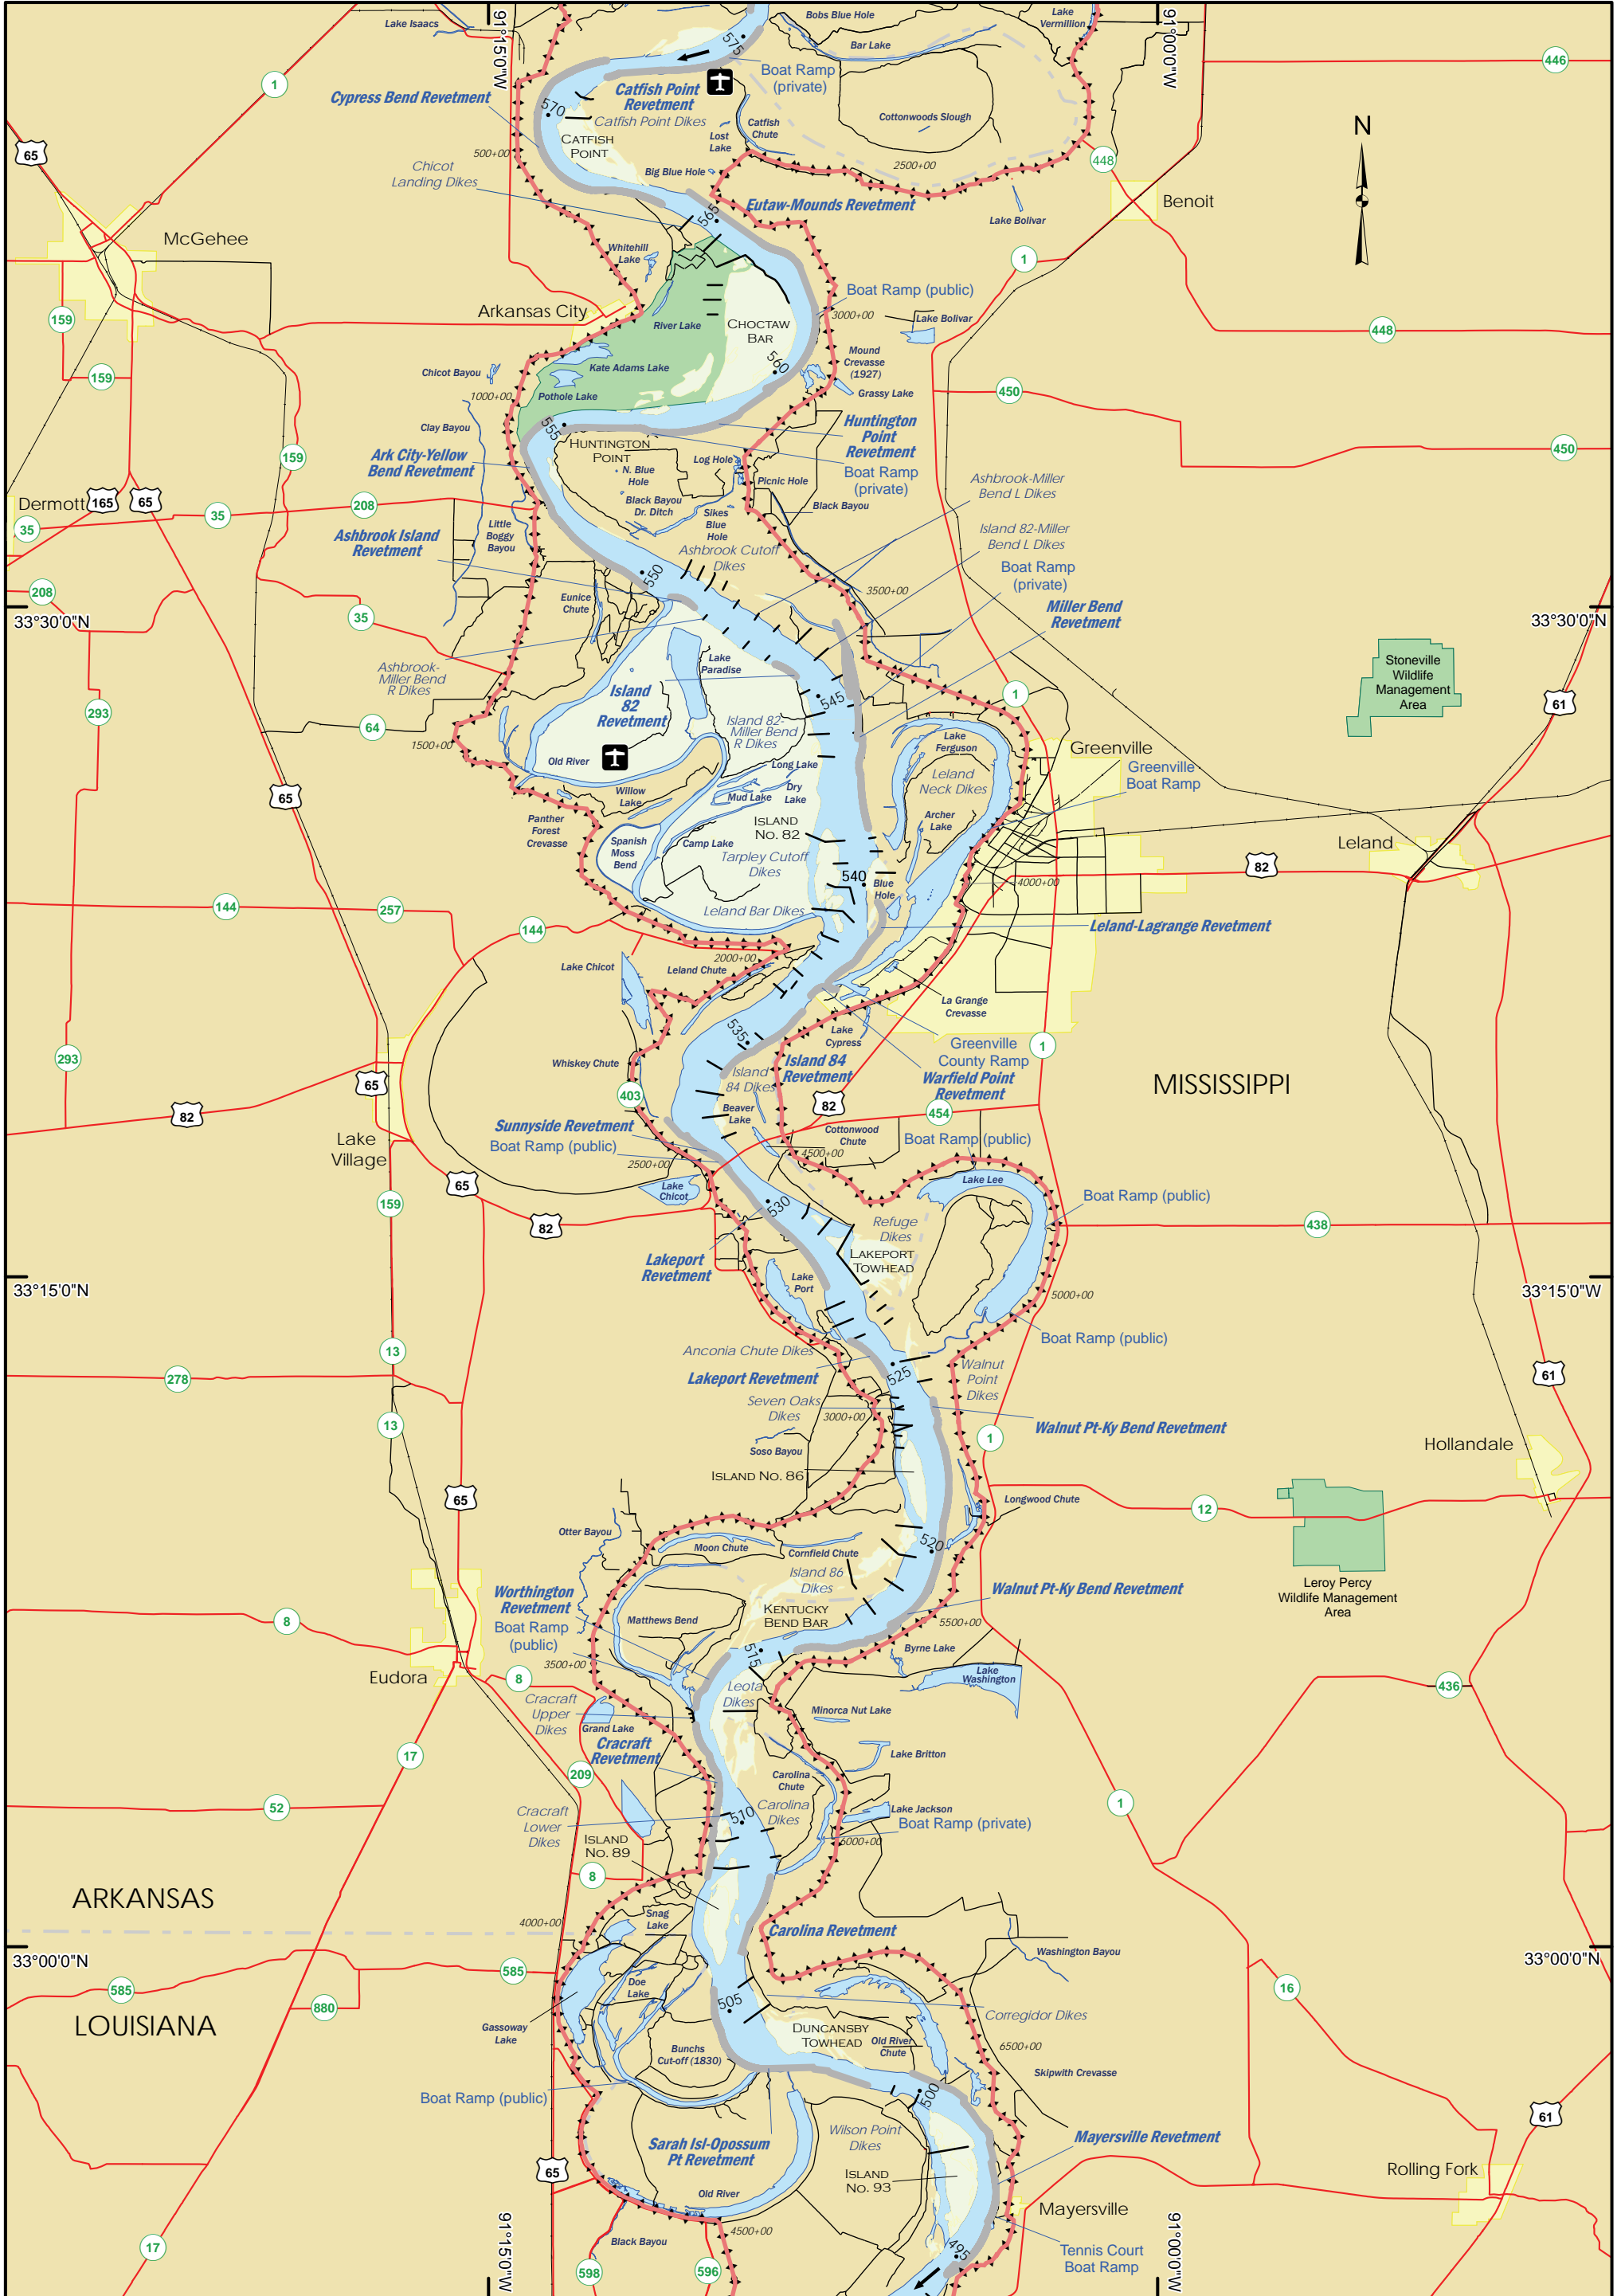 91°15'0"W
91°00'0"W
Lake Isaacs
Bobs Blue Hole
Lake
Vermillion
Bar Lake
575
446
1
Boat Ramp
(private)
Cypress Bend Revetment
Catfish Point
Revetment
Catfish Point Dikes
570
Catfish
Chute
Cottonwoods Slough
Lost
Lake
Catfish
Point
65
500+00
2500+00
448
N
Chicot
Landing Dikes
Big Blue Hole
Lake Bolivar
Benoit
Eutaw-Mounds Revetment
565
McGehee
Whitehill
Lake
1
Boat Ramp (public)
Arkansas City
3000+00
Lake Bolivar
159
River Lake
Choctaw
Bar
448
Mound
Crevasse
(1927)
560
Chicot Bayou
Kate Adams Lake
159
1000+00
Pothole Lake
Grassy Lake
450
Clay Bayou
555
Huntington
Point
Huntington
Point
Revetment
450
Ark City-Yellow
Bend Revetment
159
N. Blue
Hole
Log Hole
Boat Ramp
(private)
Picnic Hole
Ashbrook-Miller
Bend L Dikes
Dermott
165
65
208
35
35
Black Bayou
Dr. Ditch
Black Bayou
Little
Boggy
Bayou
Sikes
Blue
Hole
Island 82-Miller
Bend L Dikes
Ashbrook Island
Revetment
Ashbrook Cutoff
Dikes
Boat Ramp
(private)
550
208
Eunice
Chute
3500+00
Miller Bend
Revetment
33°30'0"N
33°30'0"N
35
Ashbrook-
Miller Bend
R Dikes
Lake
Paradise
Stoneville
Wildlife
Management
Area
Island
82
Revetment
545
1
61
293
64
1500+00
Island 82-
Miller Bend
R Dikes
Lake
Ferguson
Greenville
Greenville
Boat Ramp
Old River
Long Lake
Leland
Neck Dikes
65
Willow
Lake
Mud Lake
Dry
Lake
Panther
Forest
Crevasse
Island
No. 82
Archer
Lake
Spanish
Moss
Bend
Camp Lake
Leland
Tarpley Cutoff
Dikes
540
82
Blue
Hole
4000+00
144
257
Leland Bar Dikes
144
Leland-Lagrange Revetment
2000+00
Lake Chicot
Leland Chute
La Grange
Crevasse
535
Lake
Cypress
Greenville
County Ramp
1
293
Whiskey Chute
Island
84 Dikes
Island 84
Revetment
Warfield Point
Revetment
MISSISSIPPI
65
403
82
82
Beaver
Lake
454
Sunnyside Revetment
Boat Ramp (public)
Cottonwood
Chute
Boat Ramp (public)
Lake
Village
2500+00
4500+00
65
Lake
Chicot
Lake Lee
Boat Ramp (public)
159
530
82
Refuge
Dikes
438
Lakeport
Towhead
Lakeport
Revetment
33°15'0"N
33°15'0"W
Lake
Port
5000+00
Boat Ramp (public)
13
Anconia Chute Dikes
Walnut
Point
Dikes
278
Lakeport Revetment
525
61
Seven Oaks
Dikes
3000+00
13
Walnut Pt-Ky Bend Revetment
1
Soso Bayou
Hollandale
Island No. 86
65
Longwood Chute
12
Otter Bayou
Moon Chute
520
Cornfield Chute
Island 86
Dikes
Leroy Percy
Wildlife Management
Area
Worthington
Revetment
Boat Ramp
(public)
Walnut Pt-Ky Bend Revetment
8
Matthews Bend
Kentucky
Bend Bar
5500+00
3500+00
515
Byrne Lake
Eudora
8
Lake
Washington
Leota
Dikes
436
Cracraft
Upper
Dikes
Grand Lake
Minorca Nut Lake
17
Cracraft
Revetment
Lake Britton
209
Carolina
Chute
52
Cracraft
Lower
Dikes
510
Carolina
Dikes
Lake Jackson
1
Boat Ramp (private)
Island
No. 89
6000+00
8
ARKANSAS
Snag
Lake
4000+00
Carolina Revetment
33°00'0"N
33°00'0"N
Washington Bayou
585
585
Doe
Lake
16
880
505
Corregidor Dikes
LOUISIANA
Gassoway
Lake
Duncansby
Towhead
Old River
Chute
6500+00
Bunchs
Cut-off (1830)
Skipwith Crevasse
Boat Ramp (public)
500
61
Wilson Point
Dikes
Mayersville Revetment
Sarah Isl-Opossum
Pt Revetment
65
Island
No. 93
Rolling Fork
Old River
Mayersville
4500+00
Black Bayou
495
Tennis Court
Boat Ramp
17
598
596
91°15'0"W
91°00'0"W